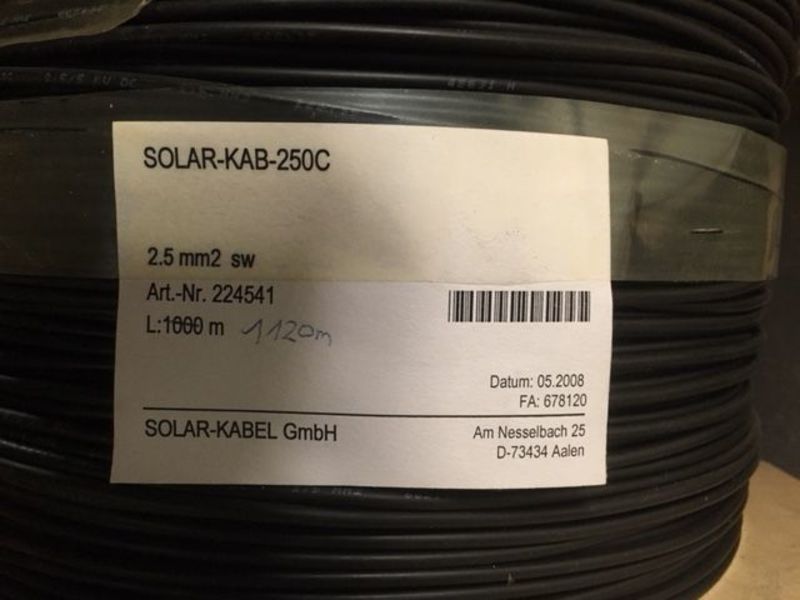 SOLAR-KAB-250C
2.5 mm2 sw
Art.-Nr. 224541
L:1000 m 1120m
Datum: 05.2008
FA: 678120
SOLAR-KABEL GmbH
Am Nesselbach 25
D-73434 Aalen